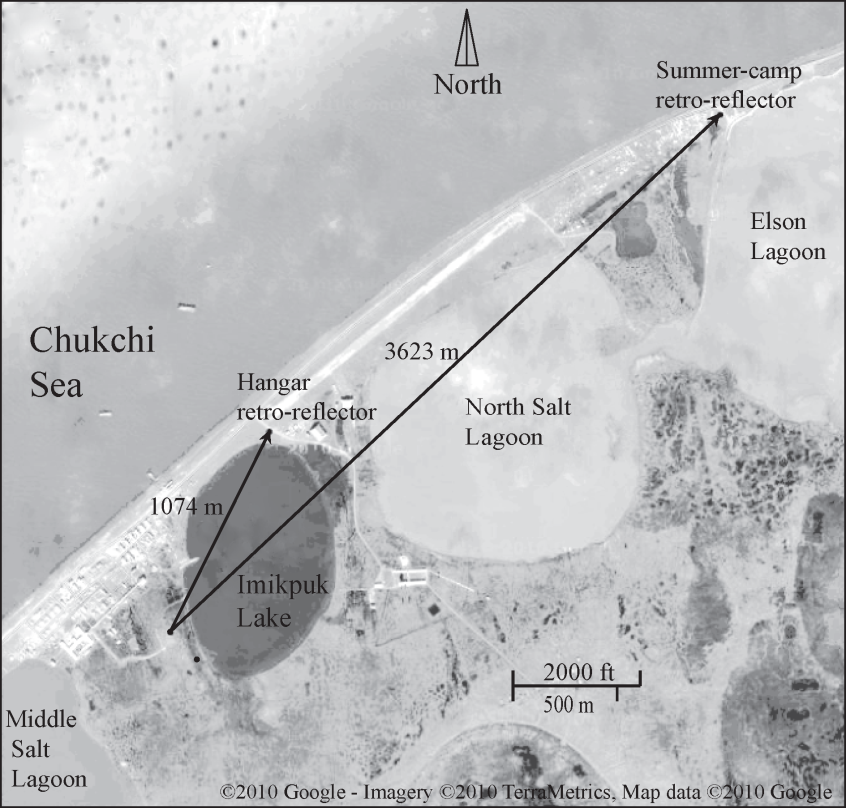 North
Summer-camp
retro-reflector
Elson
Lagoon
Chukchi
Sea
3623 m
Hangar
retro-reflector
North Salt
Lagoon
1074 m
Imikpuk
Lake
2000 ft
500 m
Middle
Salt
Lagoon
©2010 Google - Imagery ©2010 TerraMetrics, Map data ©2010 Google